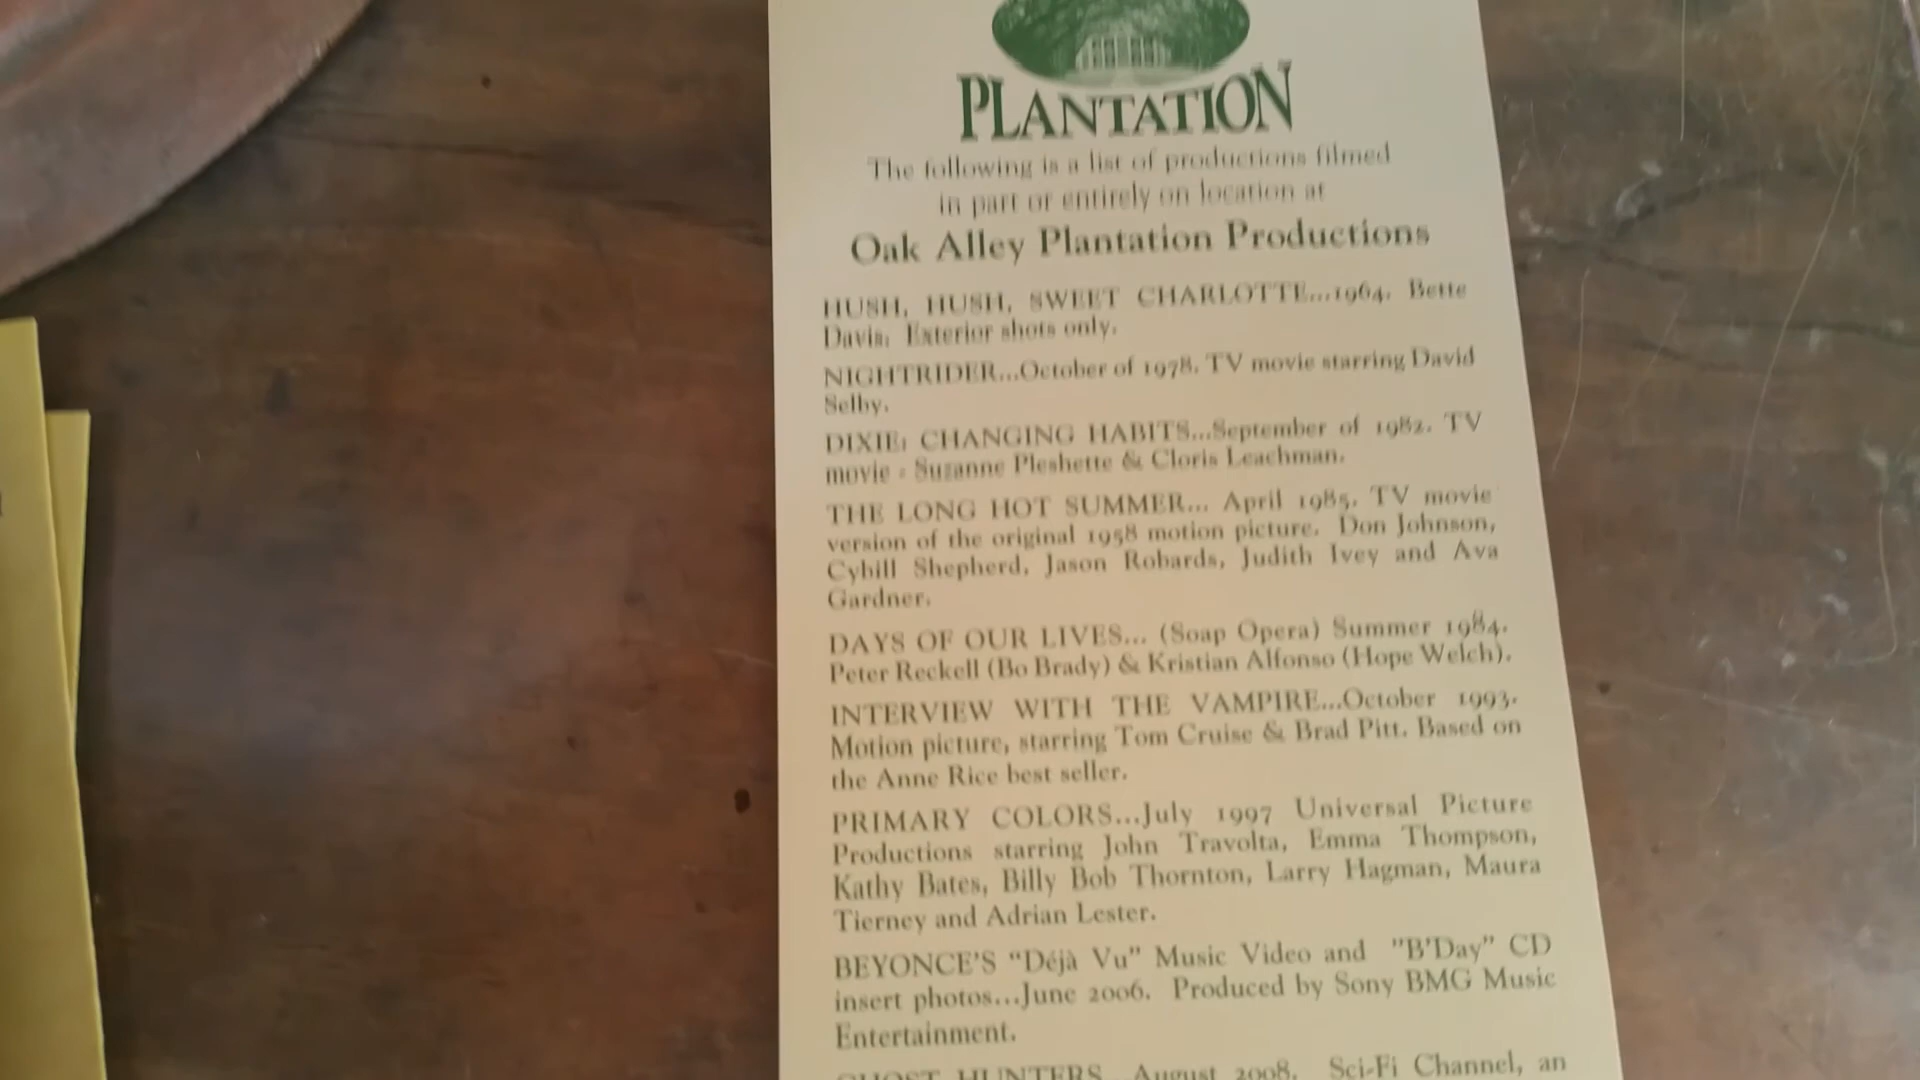 PLANTATION
The following is a list of productions filmed
in part or entirely on location at
Oak Alley Plantation Productions
HUSH, HUSH, SWEET CHARLOTTE...1964. Bette
Davis. Exterior shots only.
NIGHTRIDER...October of 1978. TV movie starring David
Selby.
DIXIE: CHANGING HABITS...September of 1982. TV
movie - Suzanne Pleshette & Cloris Leachman.
THE LONG HOT SUMMER... April 1985. TV movie
version of the original 1958 motion picture. Don Johnson,
Cybill Shepherd, Jason Robards, Judith Ivey and Ava
Gardner.
DAYS OF OUR LIVES... (Soap Opera) Summer 1984.
Peter Reckell (Bo Brady) & Kristian Alfonso (Hope Welch).
INTERVIEW WITH THE VAMPIRE...October 1993.
Motion picture, starring Tom Cruise & Brad Pitt. Based on
the Anne Rice best seller.
PRIMARY COLORS...July 1997 Universal Picture
Productions starring John Travolta, Emma Thompson,
Kathy Bates, Billy Bob Thornton, Larry Hagman, Maura
Tierney and Adrian Lester.
BEYONCE'S “Déjà Vu” Music Video and "B'Day” CD
insert photos...June 2006. Produced by Sony BMG Music
Entertainment.
GHOST HUNTERS...August 2008. Sci-Fi Channel, an